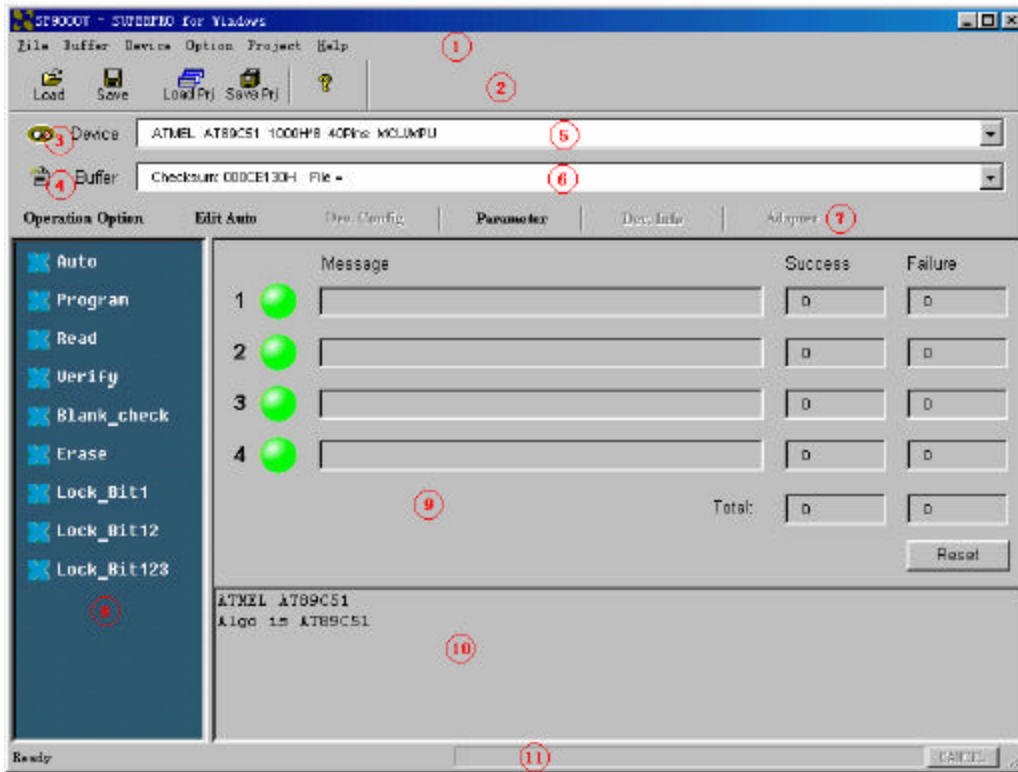 SP9000T - SUPERPRO for Windows
File Buffer Device Option Project Help
1
Load Save Load Prj Save Prj
2
3 Device ATMEL AT89C51 1000H*8 40Pins MCU/MPU 5
4 Buffer Checksum: 000CE130H File = 6
Operation Option Edit Auto Dev. Config Parameter Dev. Info Adapter 7
Auto
Program
Read
Verify
Blank_check
Erase
Lock_Bit1
Lock_Bit12
Lock_Bit123
8
Message Success Failure
1 0 0
2 0 0
3 0 0
4 0 0
9
Total: 0 0
Reset
ATMEL AT89C51
Algo is AT89C51
10
Ready 11 CANCEL